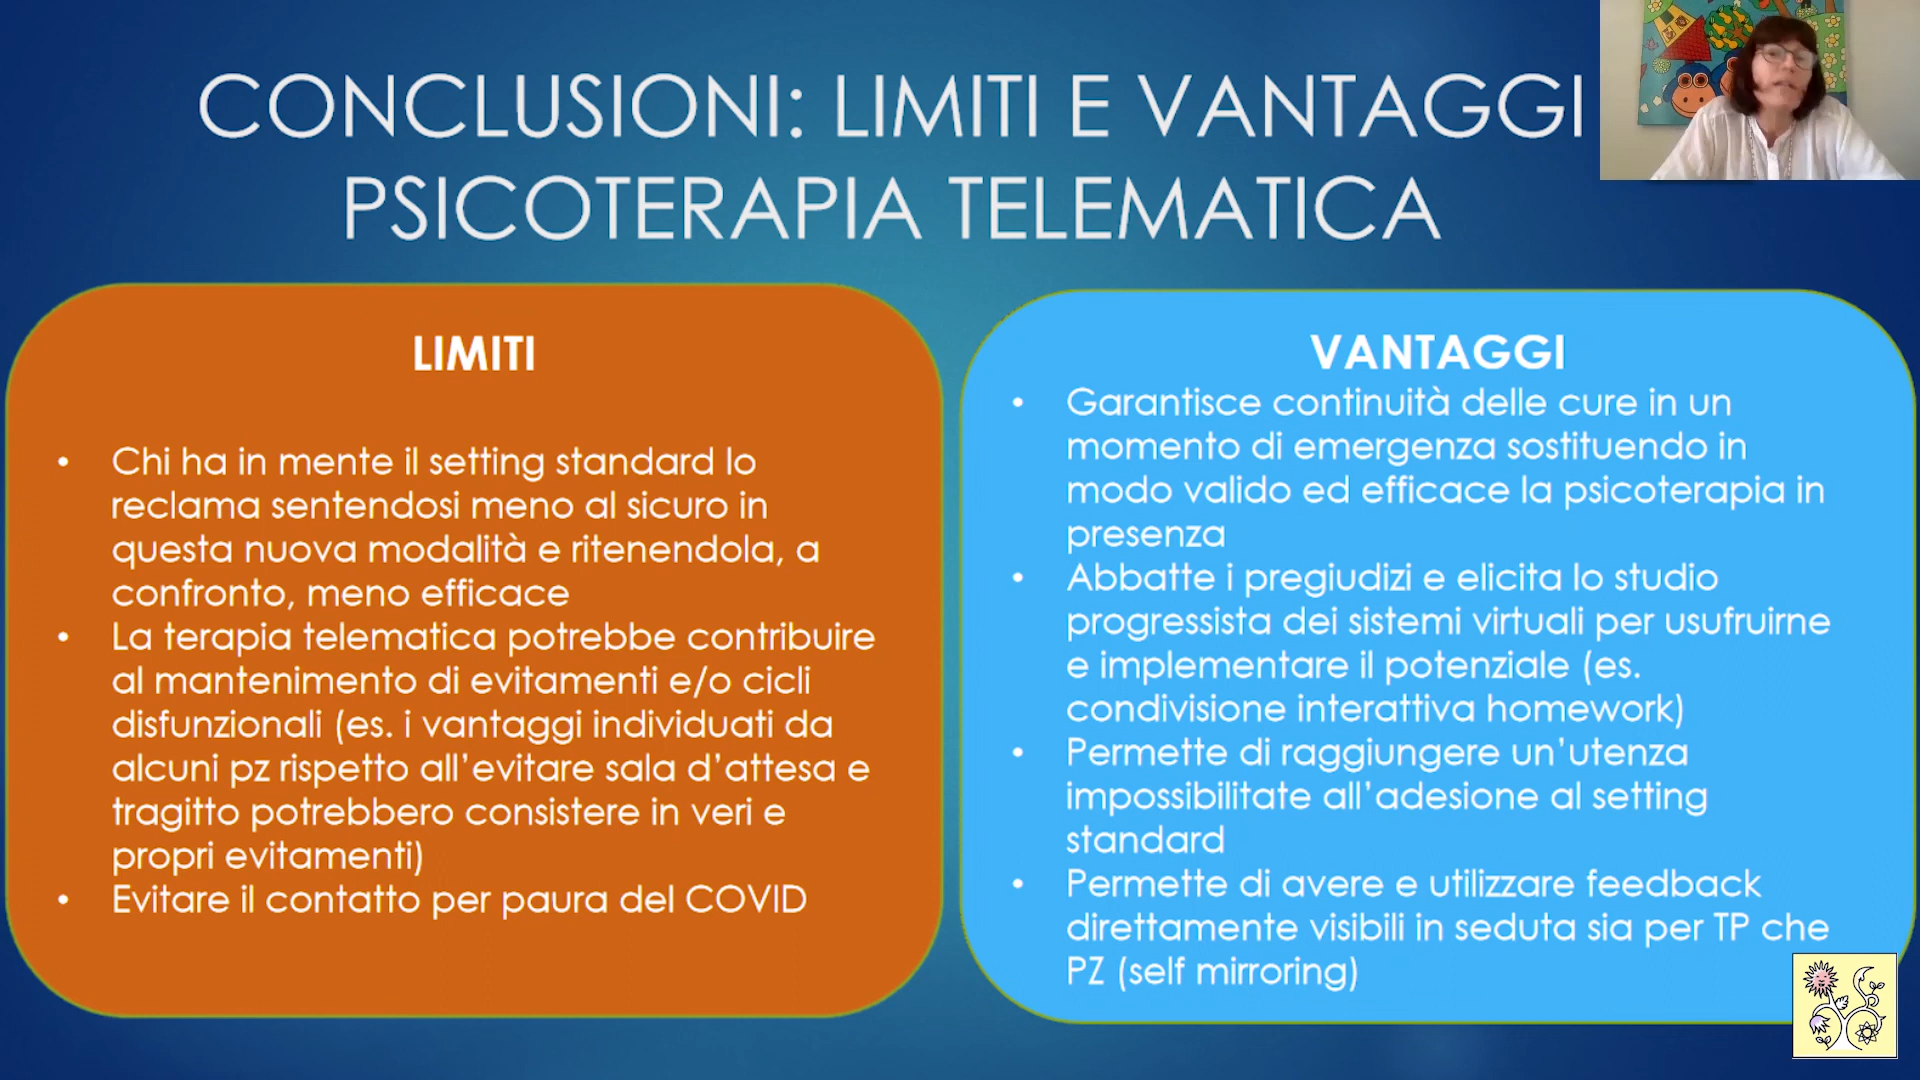 CONCLUSIONI: LIMITI E VANTAGGI
PSICOTERAPIA TELEMATICA
LIMITI
• Chi ha in mente il setting standard lo
reclama sentendosi meno al sicuro in
questa nuova modalità e ritenendola, a
confronto, meno efficace
• La terapia telematica potrebbe contribuire
al mantenimento di evitamenti e/o cicli
disfunzionali (es. i vantaggi individuati da
alcuni pz rispetto all’evitare sala d’attesa e
tragitto potrebbero consistere in veri e
propri evitamenti)
• Evitare il contatto per paura del COVID
VANTAGGI
• Garantisce continuità delle cure in un
momento di emergenza sostituendo in
modo valido ed efficace la psicoterapia in
presenza
• Abbatte i pregiudizi e elicita lo studio
progressista dei sistemi virtuali per usufruirne
e implementare il potenziale (es.
condivisione interattiva homework)
• Permette di raggiungere un’utenza
impossibilitate all’adesione al setting
standard
• Permette di avere e utilizzare feedback
direttamente visibili in seduta sia per TP che
PZ (self mirroring)